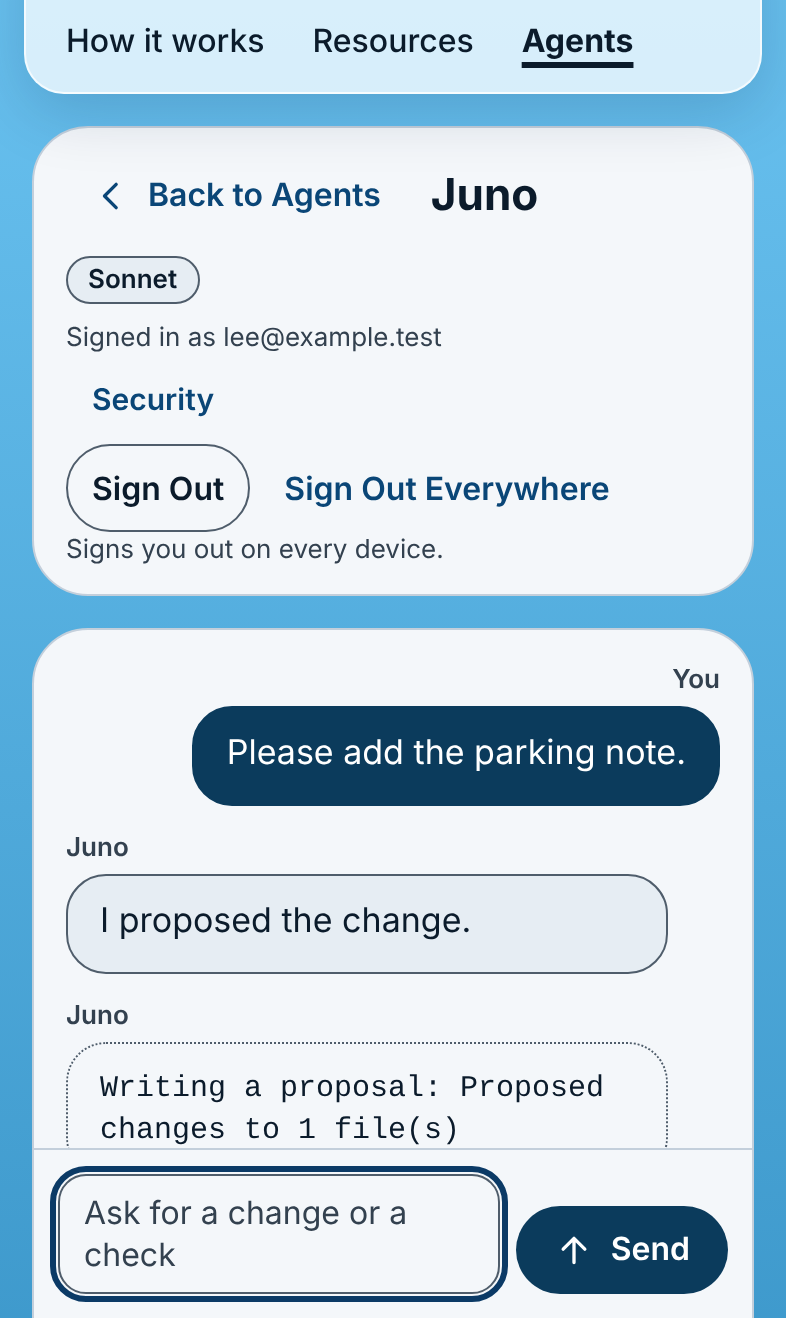 How it works Resources Agents
Back to Agents Juno
Sonnet
Signed in as lee@example.test
Security
Sign Out Sign Out Everywhere
Signs you out on every device.
You
Please add the parking note.
Juno
I proposed the change.
Juno
Writing a proposal: Proposed
changes to 1 file(s)
Ask for a change or a
check
Send